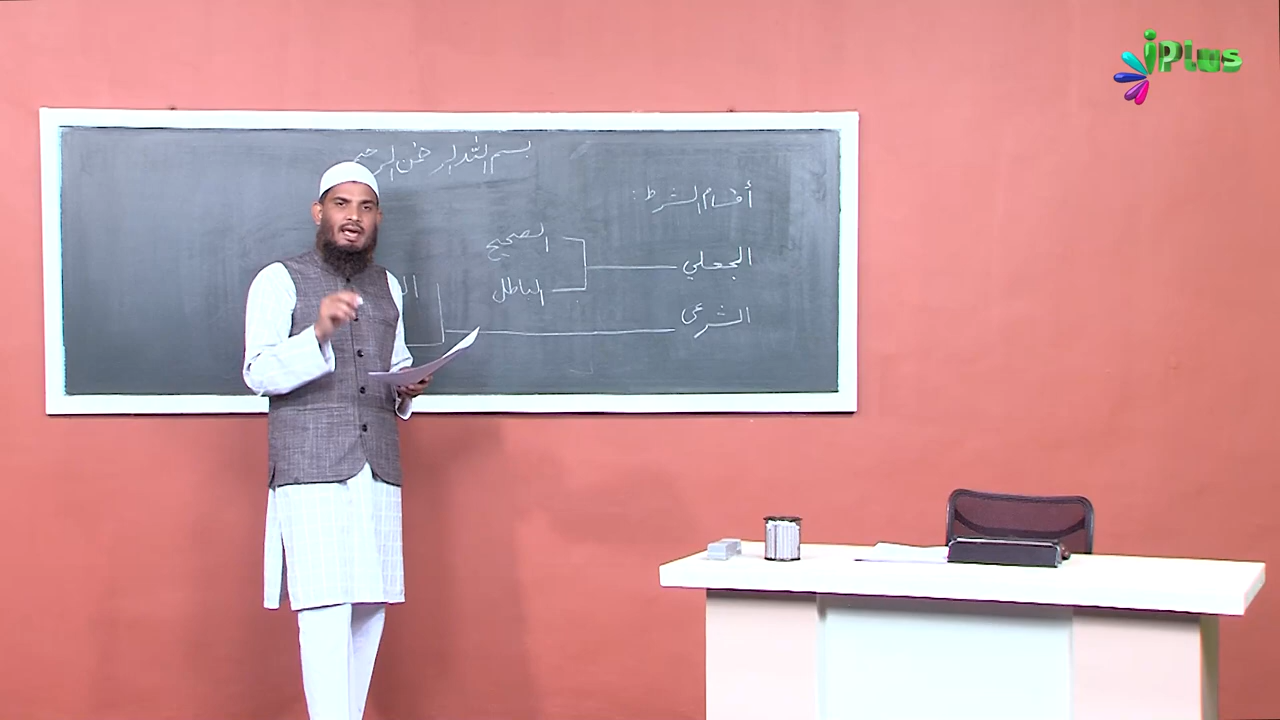 بسم الله الرحمن الرحيم
أقسام الشرط :
الجعلي
الصحيح
الباطل
الشرعي
iPlus